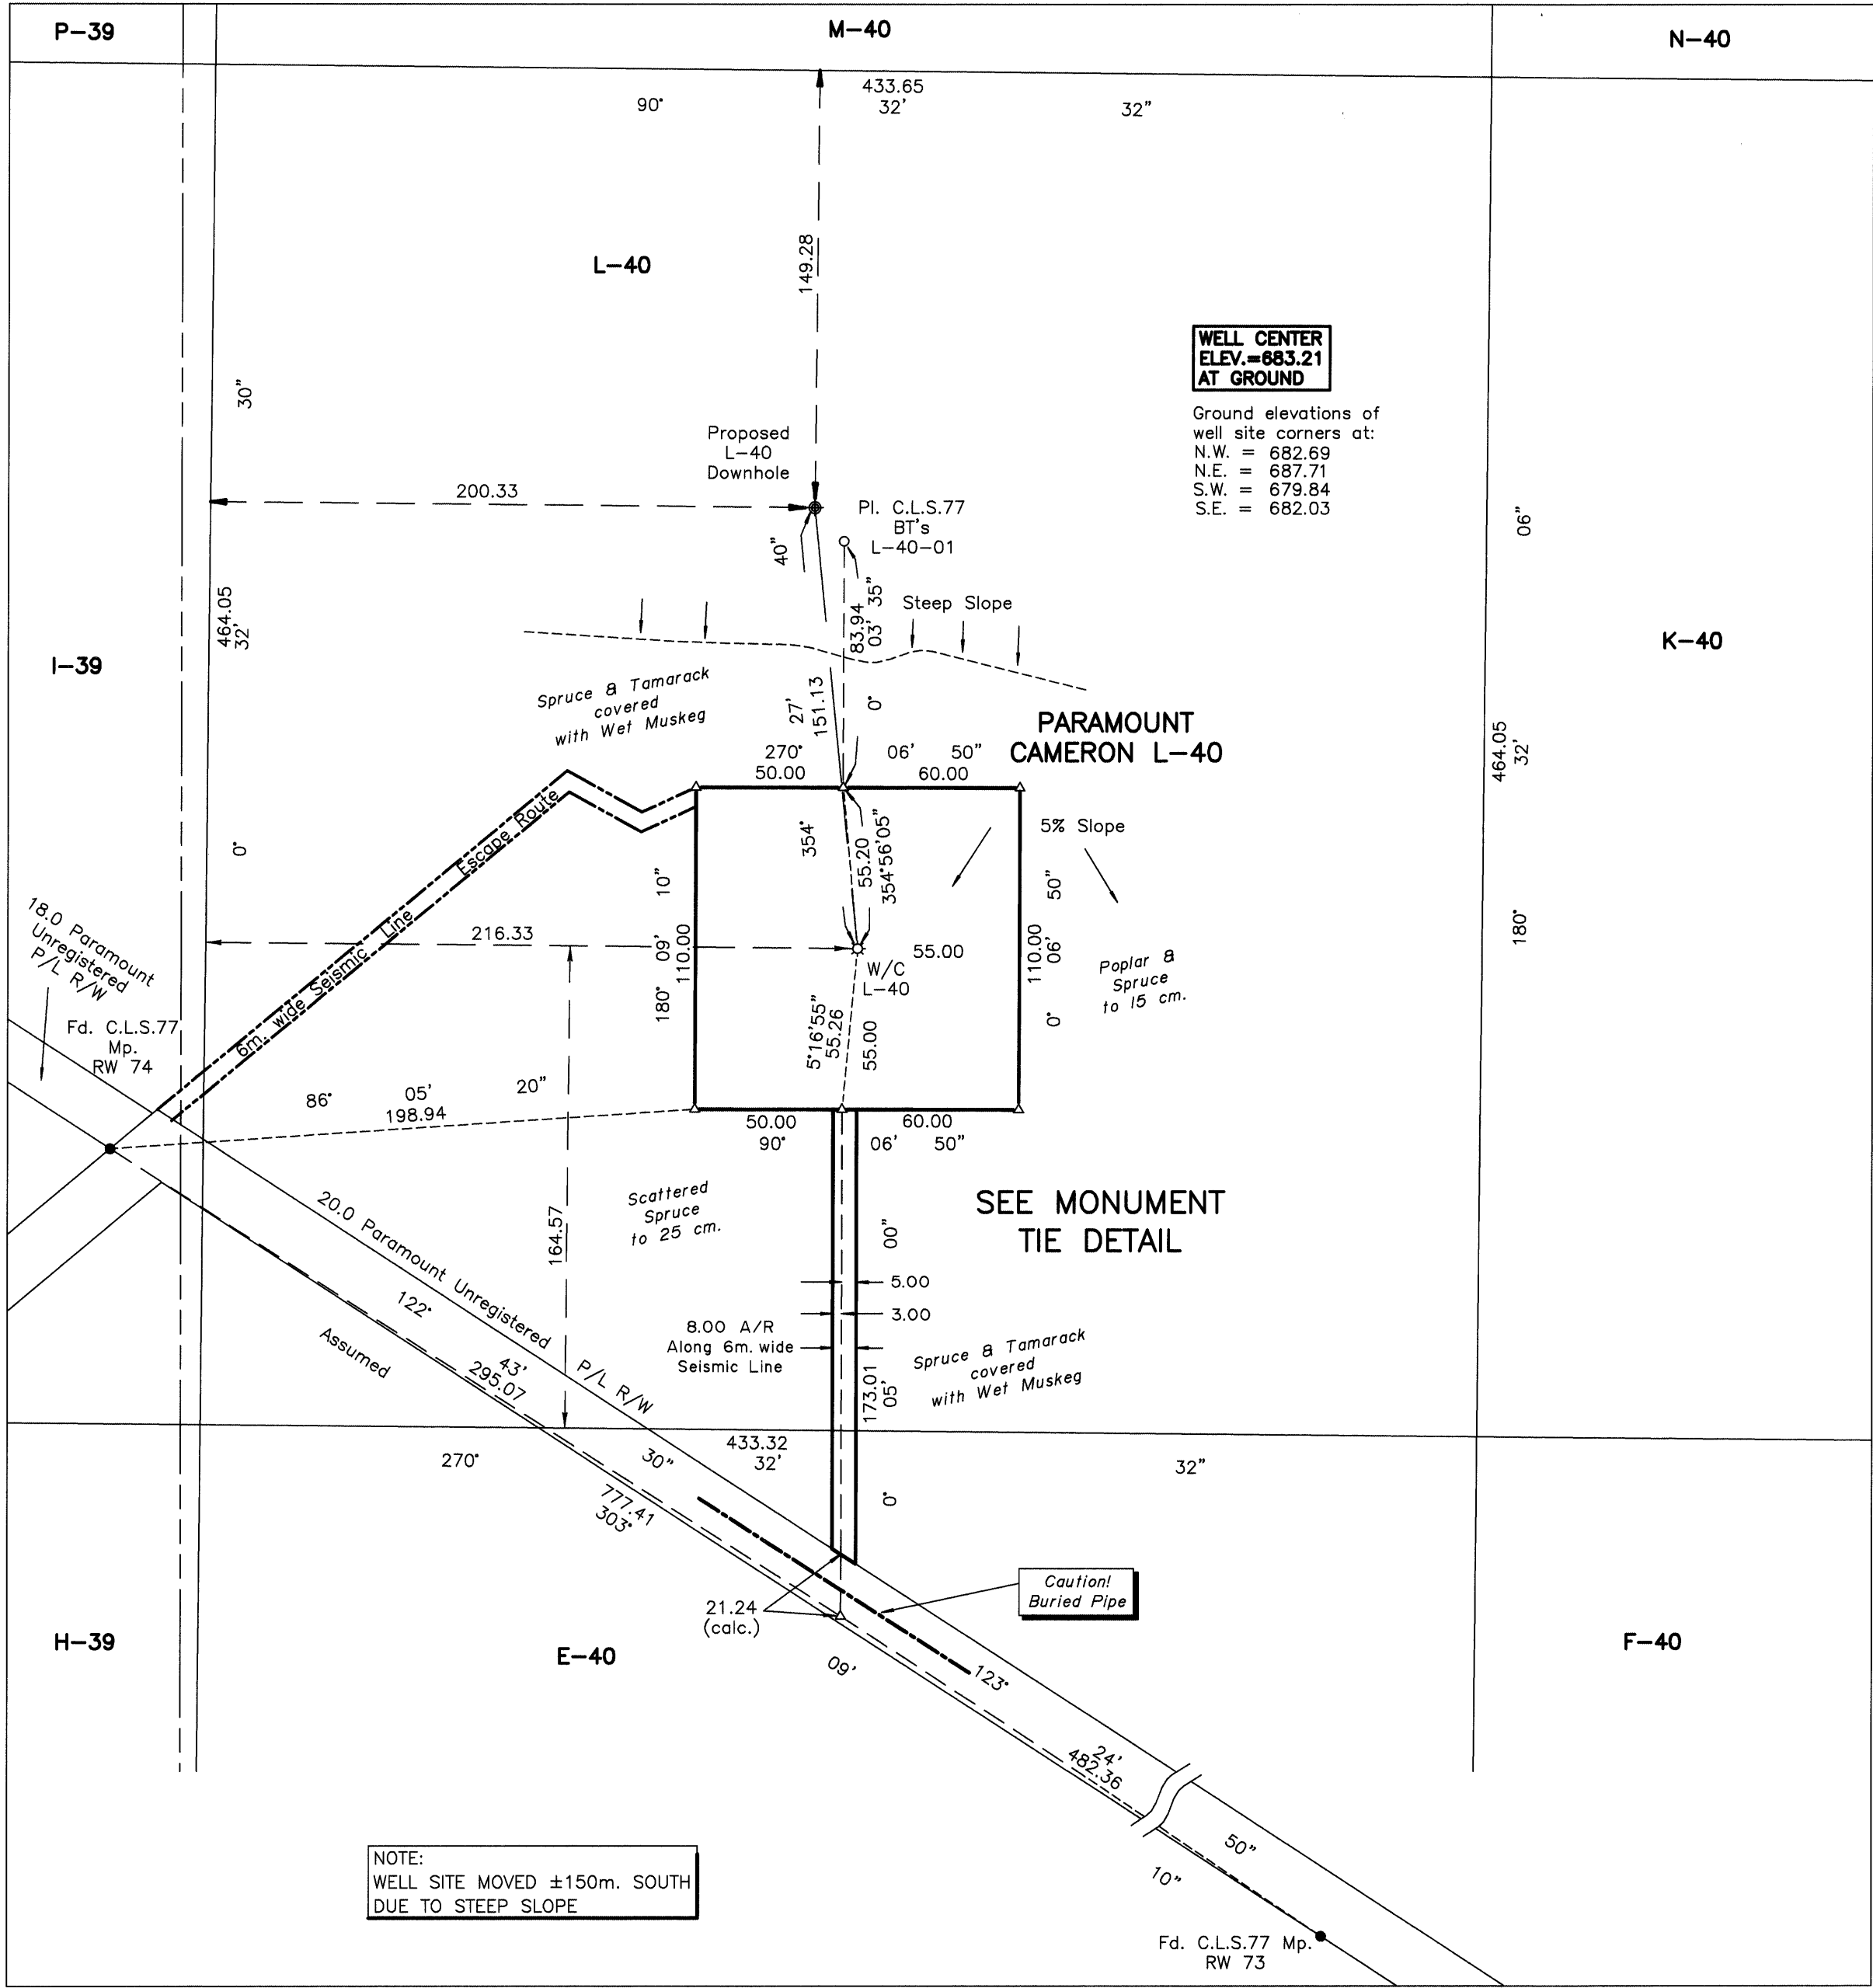 P-39
M-40
N-40
433.65
90° 32' 32"
149.28
L-40
WELL CENTER
ELEV.=683.21
AT GROUND
Ground elevations of
well site corners at:
N.W. = 682.69
N.E. = 687.71
S.W. = 679.84
S.E. = 682.03
30"
464.05
32'
0°
Proposed
L-40
Downhole
200.33
Pl. C.L.S.77
BT's
L-40-01
40"
35"
83.94
03'
0°
Steep Slope
06"
464.05
32'
180°
I-39
K-40
Spruce & Tamarack
covered
with Wet Muskeg
27'
151.13
354°
PARAMOUNT
CAMERON L-40
270° 06' 50"
50.00 60.00
6m. wide Seismic Line Escape Route
10"
09'
110.00
180°
55.20
354°56'05"
5% Slope
50"
110.00
06'
0°
216.33
55.00
W/C
L-40
5°16'55"
55.26
55.00
Poplar &
Spruce
to 15 cm.
18.0 Paramount
Unregistered
P/L R/W
Fd. C.L.S.77
Mp.
RW 74
86° 05' 20"
198.94
50.00 60.00
90° 06' 50"
164.57
Scattered
Spruce
to 25 cm.
SEE MONUMENT
TIE DETAIL
00"
5.00
3.00
8.00 A/R
Along 6m. wide
Seismic Line
173.01
05'
0°
Spruce & Tamarack
covered
with Wet Muskeg
20.0 Paramount Unregistered P/L R/W
122° 43' 30"
295.07
Assumed
433.32
270° 32' 32"
777.41
303° 09' 10"
21.24
(calc.)
Caution!
Buried Pipe
H-39
E-40
F-40
123° 24' 50"
482.36
NOTE:
WELL SITE MOVED ±150m. SOUTH
DUE TO STEEP SLOPE
Fd. C.L.S.77 Mp.
RW 73